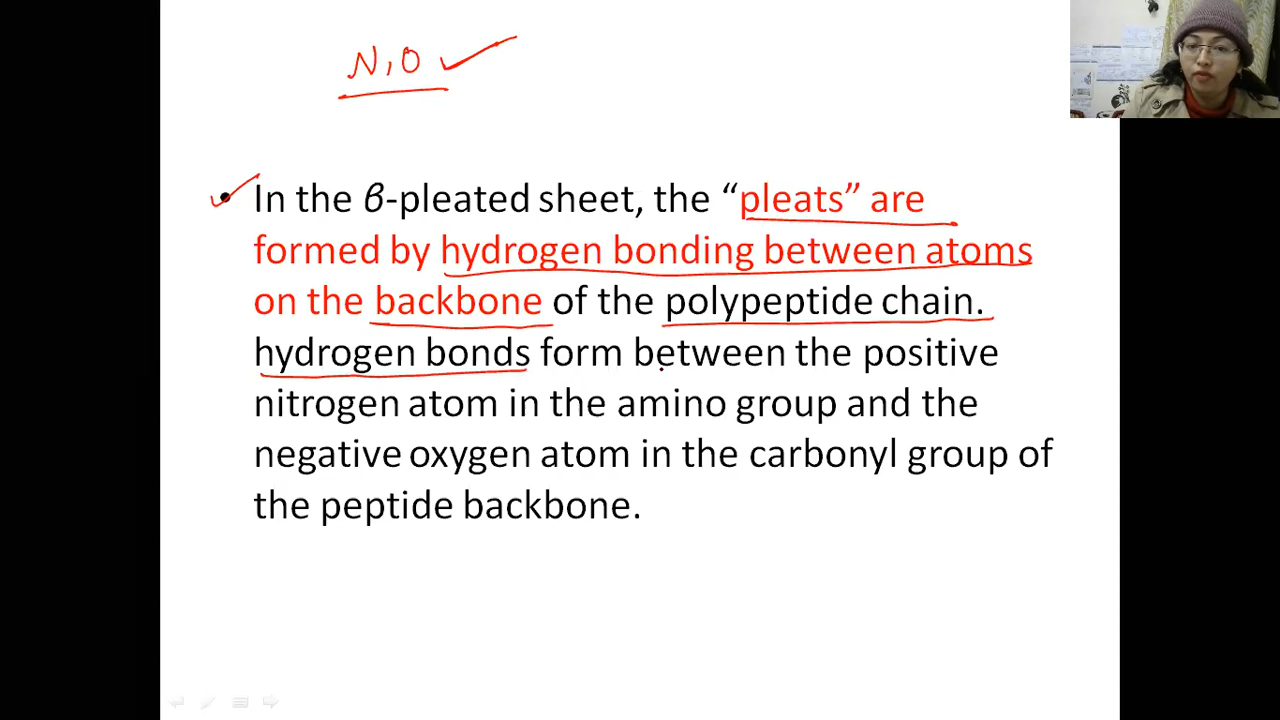 N, O
• In the β-pleated sheet, the “pleats” are
formed by hydrogen bonding between atoms
on the backbone of the polypeptide chain.
hydrogen bonds form between the positive
nitrogen atom in the amino group and the
negative oxygen atom in the carbonyl group of
the peptide backbone.